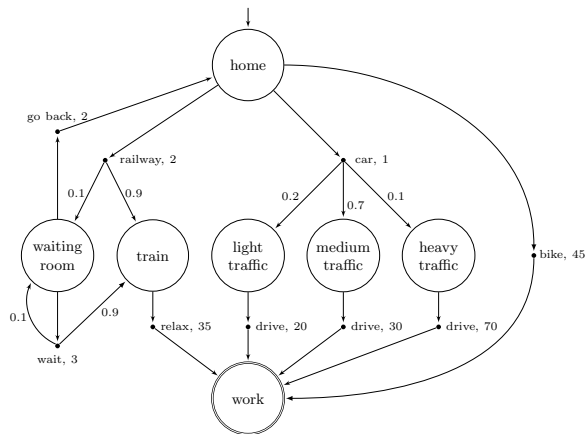 home
go back, 2
railway, 2
car, 1
0.1
0.9
0.2
0.7
0.1
waiting
room
train
light
traffic
medium
traffic
heavy
traffic
bike, 45
0.1
0.9
relax, 35
drive, 20
drive, 30
drive, 70
wait, 3
work